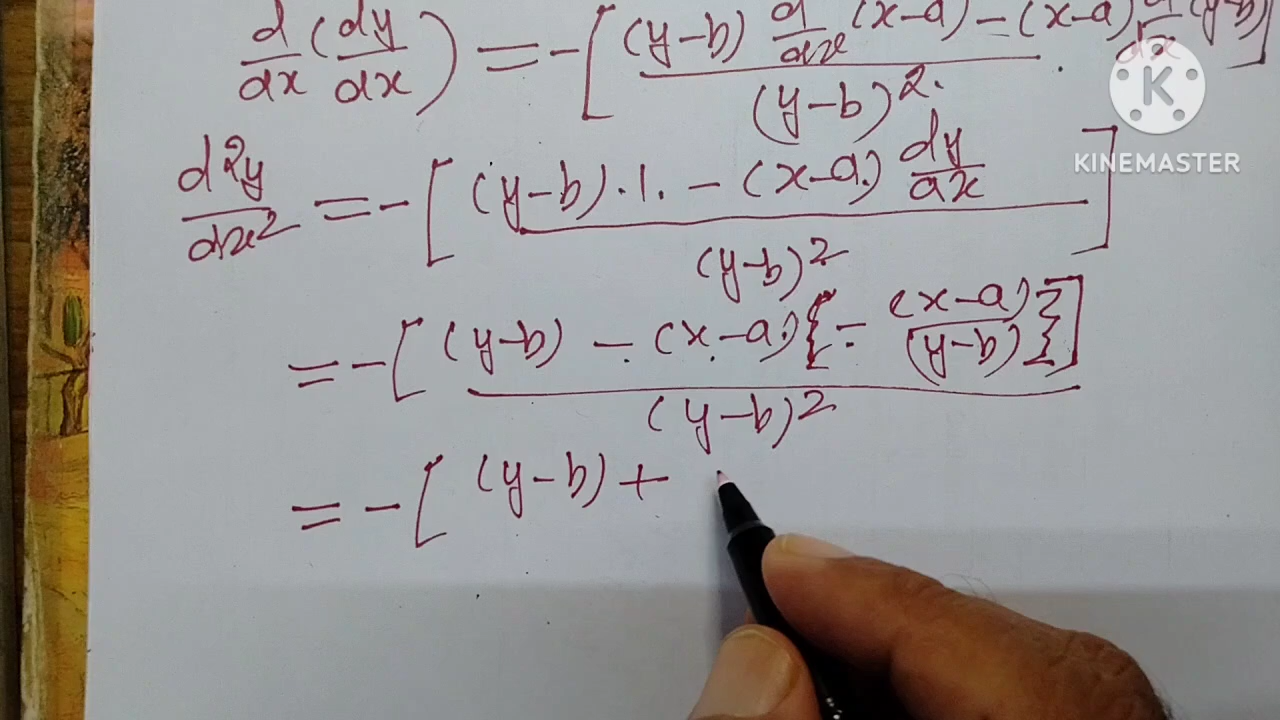 d/dx (dy/dx) = -[ (y-b) d/dx (x-a) - (x-a) d/dx (y-b) / (y-b)². ]
K
KINEMASTER
d²y/dx² = -[ (y-b)·1. - (x-a) dy/dx / (y-b)² ]
= -[ (y-b) - (x-a) { - (x-a)/(y-b) } / (y-b)² ]
= -[ (y-b) +